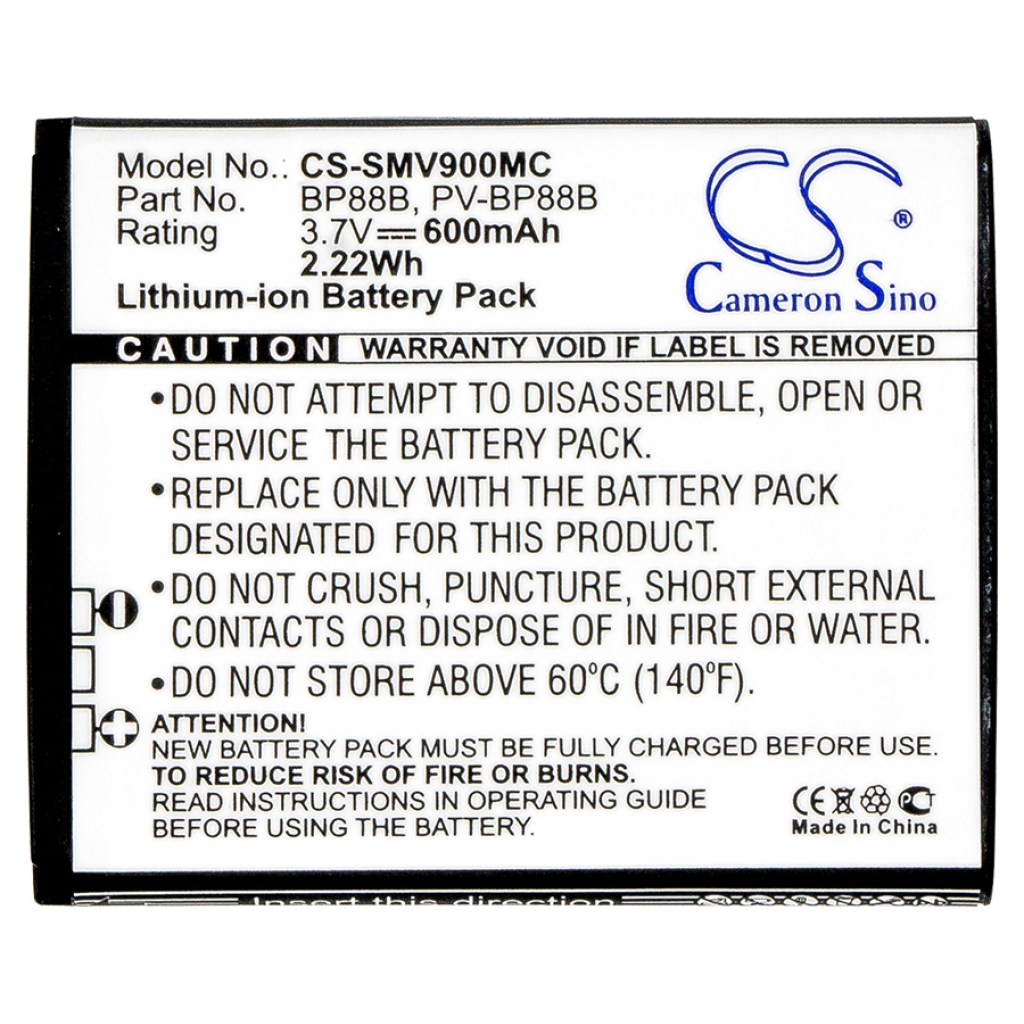 Model No.: CS-SMV900MC
Part No. BP88B, PV-BP88B
Rating 3.7V 600mAh
2.22Wh
Lithium-ion Battery Pack
CS ®
Cameron Sino
CAUTION WARRANTY VOID IF LABEL IS REMOVED
•DO NOT ATTEMPT TO DISASSEMBLE, OPEN OR
SERVICE THE BATTERY PACK.
•REPLACE ONLY WITH THE BATTERY PACK
DESIGNATED FOR THIS PRODUCT.
•DO NOT CRUSH, PUNCTURE, SHORT EXTERNAL
CONTACTS OR DISPOSE OF IN FIRE OR WATER.
•DO NOT STORE ABOVE 60°C (140°F).
ATTENTION!
NEW BATTERY PACK MUST BE FULLY CHARGED BEFORE USE.
TO REDUCE RISK OF FIRE OR BURNS.
READ INSTRUCTIONS IN OPERATING GUIDE
BEFORE USING THE BATTERY.
CE
Made In China
Insert this direction